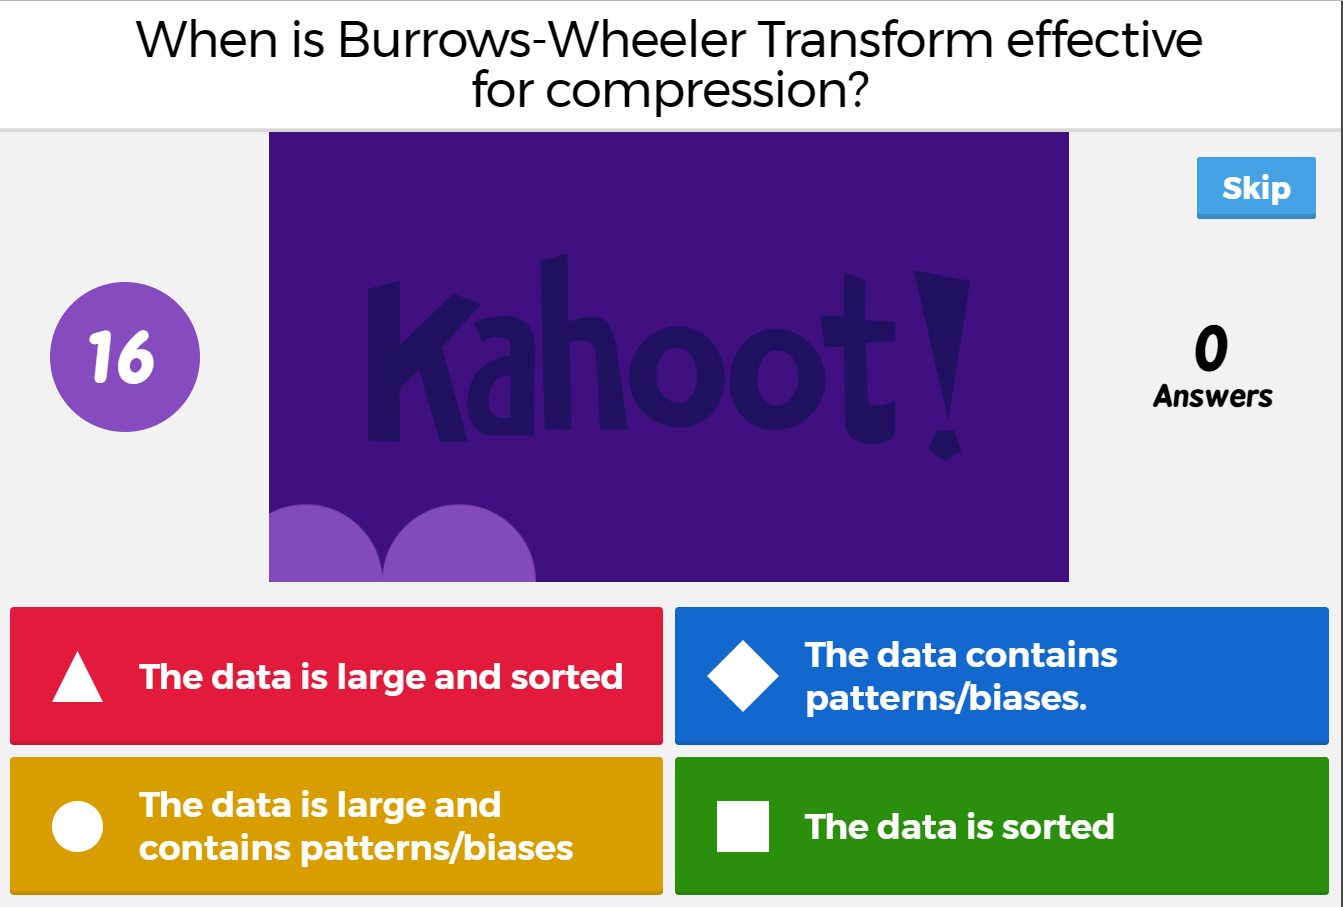 When is Burrows-Wheeler Transform effective
for compression?
Skip
Kahoot!
16
0
Answers
The data is large and sorted
The data contains
patterns/biases.
The data is large and
contains patterns/biases
The data is sorted